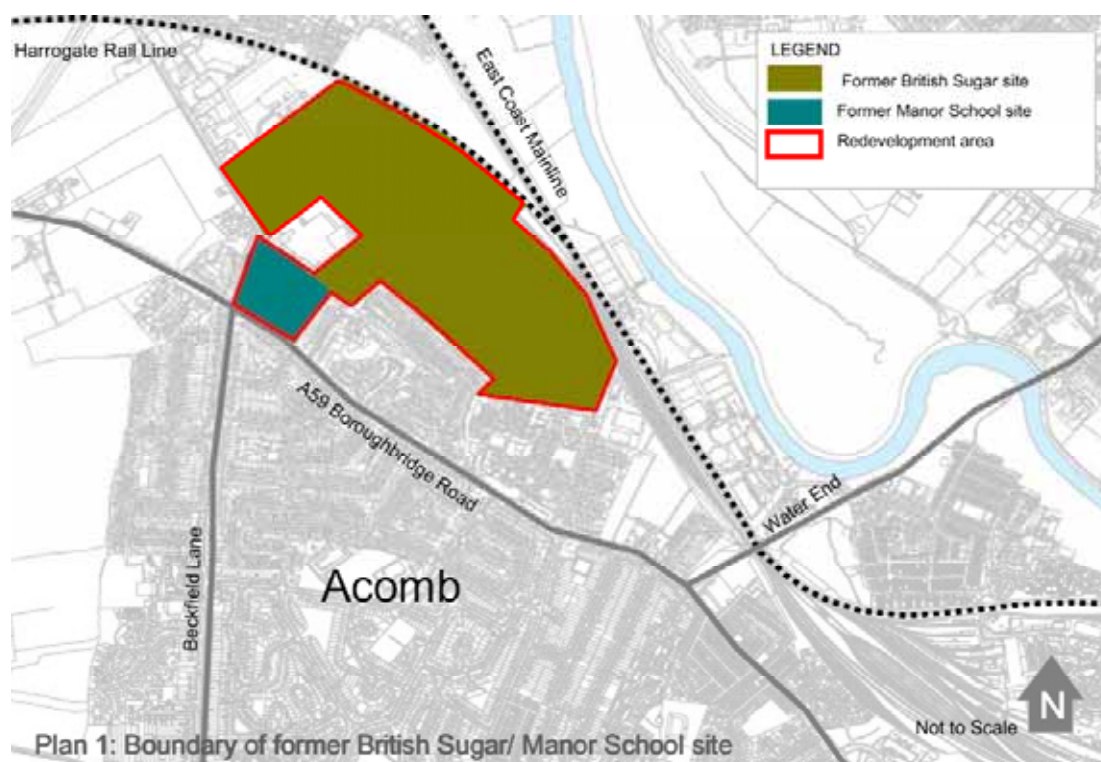 Harrogate Rail Line
East Coast Mainline
LEGEND
Former British Sugar site
Former Manor School site
Redevelopment area
A59 Boroughbridge Road
Beckfield Lane
Water End
Acomb
N
Not to Scale
Plan 1: Boundary of former British Sugar/ Manor School site